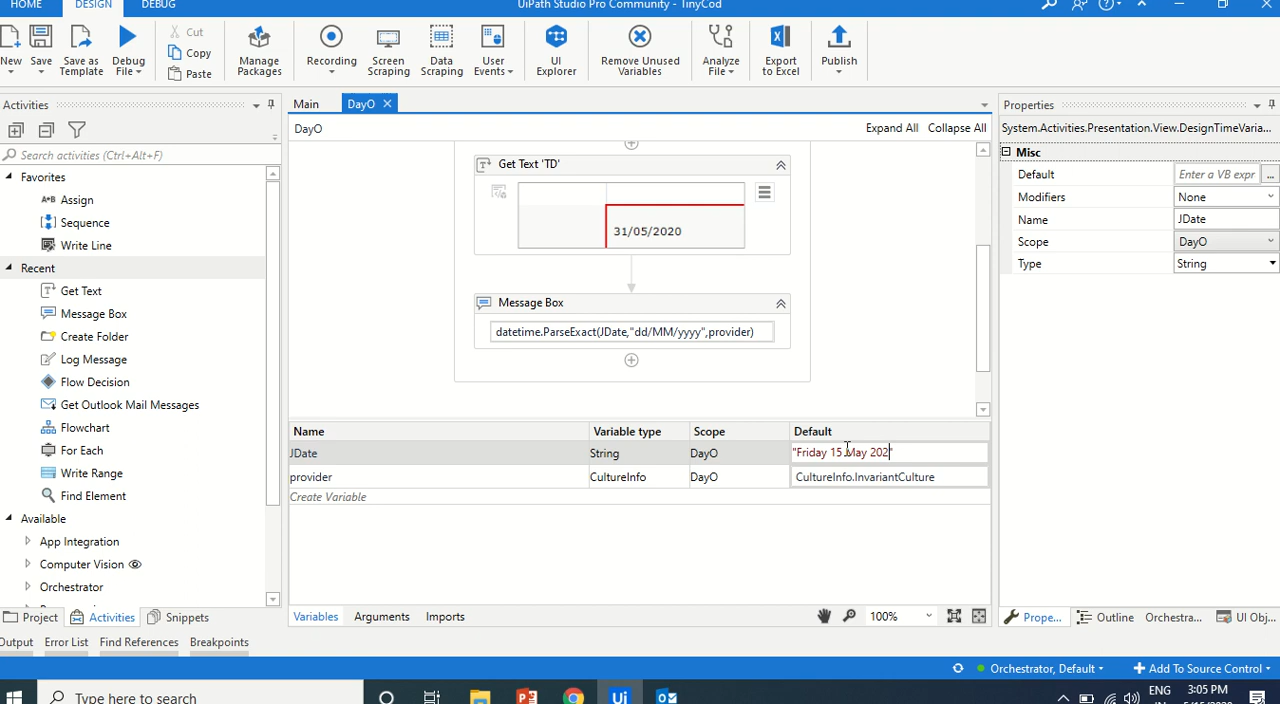 HOME DESIGN DEBUG UiPath Studio Pro Community - TinyCod
New Save Save as Template Debug File Cut Copy Paste Manage Packages Recording Screen Scraping Data Scraping User Events UI Explorer Remove Unused Variables Analyze File Export to Excel Publish
Activities
Search activities (Ctrl+Alt+F)
Favorites
Assign
Sequence
Write Line
Recent
Get Text
Message Box
Create Folder
Log Message
Flow Decision
Get Outlook Mail Messages
Flowchart
For Each
Write Range
Find Element
Available
App Integration
Computer Vision
Orchestrator
Project Activities Snippets
Main DayO
DayO Expand All Collapse All
Get Text 'TD'
31/05/2020
Message Box
datetime.ParseExact(JDate,"dd/MM/yyyy",provider)
Name Variable type Scope Default
JDate String DayO "Friday 15 May 202"
provider CultureInfo DayO CultureInfo.InvariantCulture
Create Variable
Variables Arguments Imports 100%
Properties
System.Activities.Presentation.View.DesignTimeVaria...
Misc
Default Enter a VB expr ...
Modifiers None
Name JDate
Scope DayO
Type String
Prope... Outline Orchestra... UI Obj...
Output Error List Find References Breakpoints
Orchestrator, Default Add To Source Control
Type here to search Ui ENG 3:05 PM